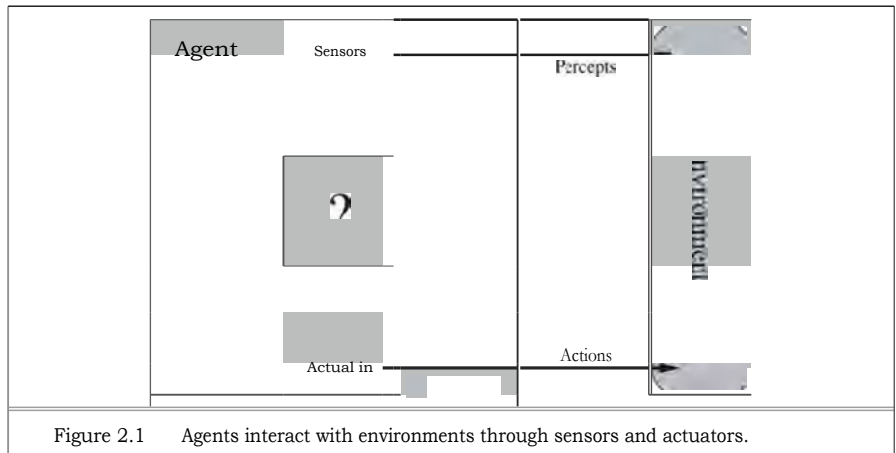 Agent
Sensors
Percepts
?
nvironment
Actual in
Actions
Figure 2.1 Agents interact with environments through sensors and actuators.